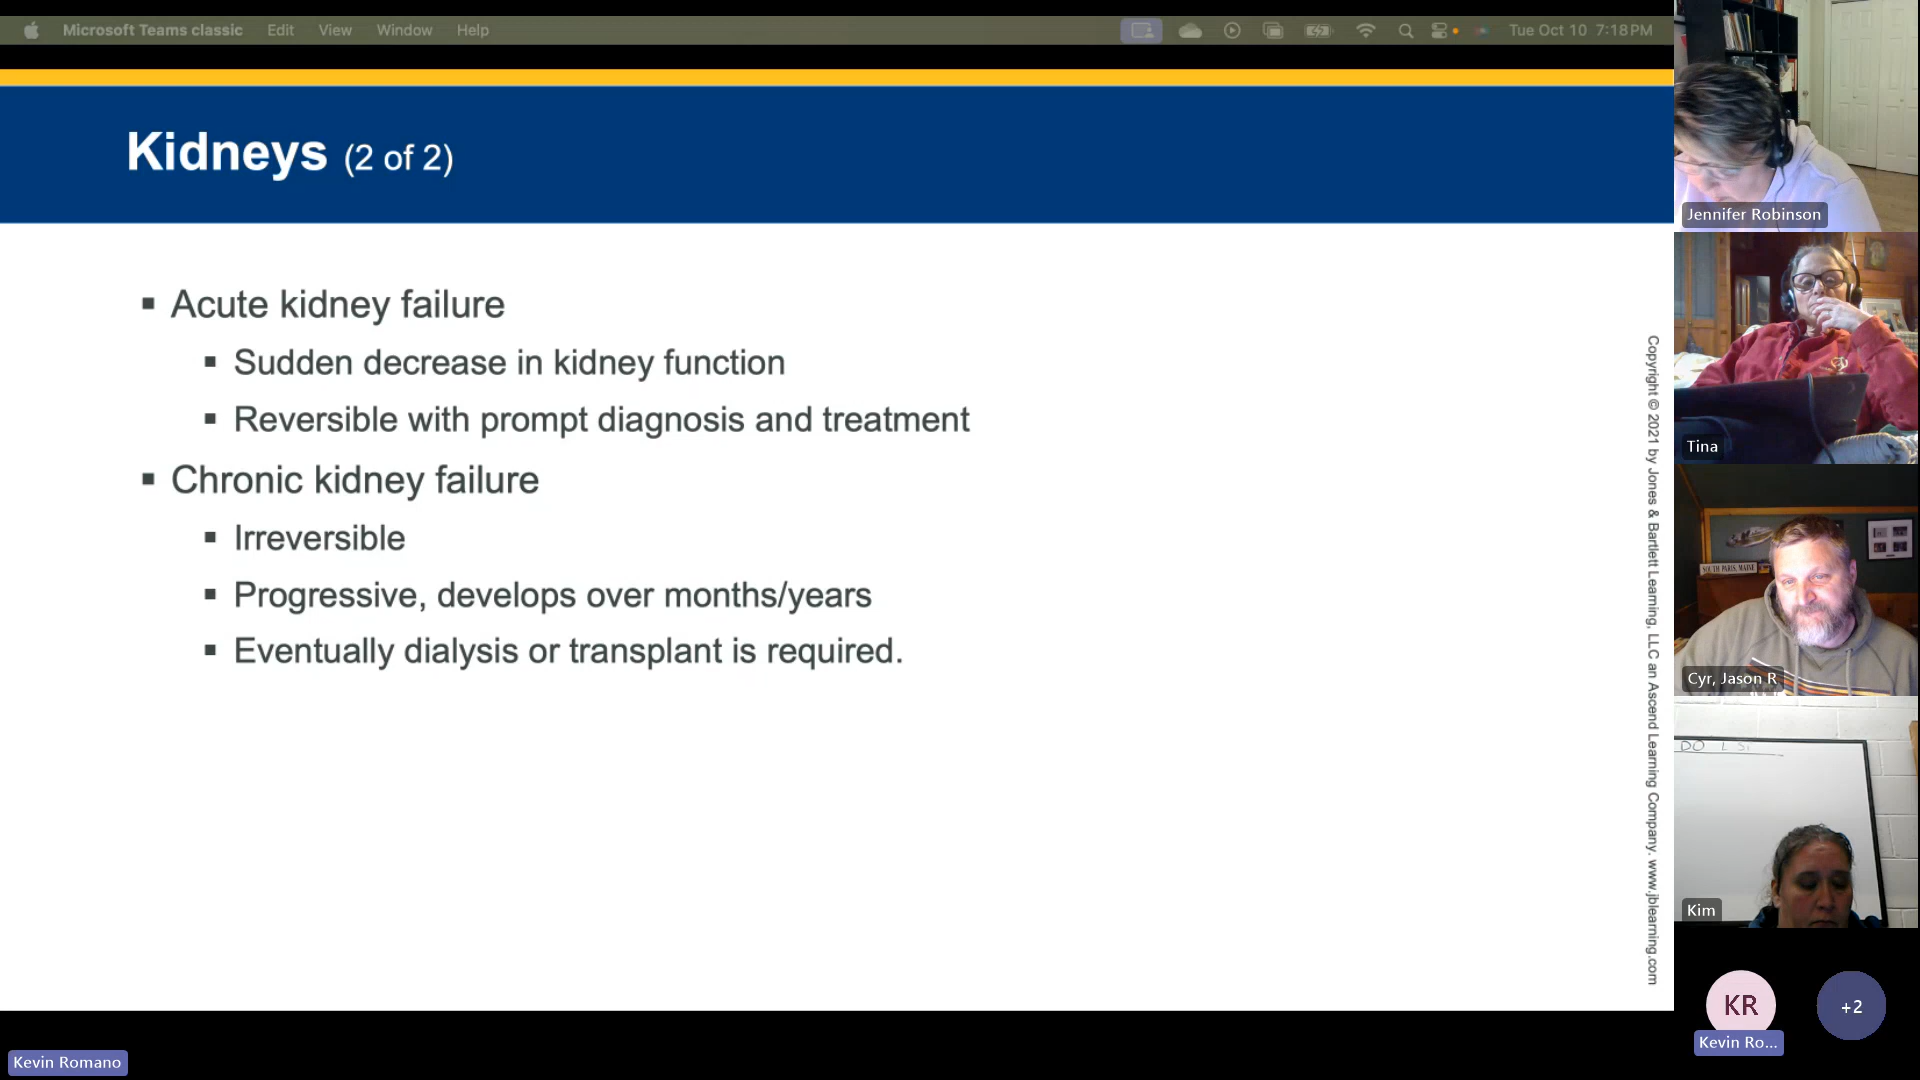 Microsoft Teams classic Edit View Window Help Tue Oct 10 7:18 PM
Kidneys (2 of 2)
▪ Acute kidney failure
▪ Sudden decrease in kidney function
▪ Reversible with prompt diagnosis and treatment
▪ Chronic kidney failure
▪ Irreversible
▪ Progressive, develops over months/years
▪ Eventually dialysis or transplant is required.
Copyright © 2021 by Jones & Bartlett Learning, LLC an Ascend Learning Company. www.jblearning.com
Jennifer Robinson
Tina
SOUTH PARIS, MAINE
Cyr, Jason R
Kim
KR
+2
Kevin Ro...
Kevin Romano